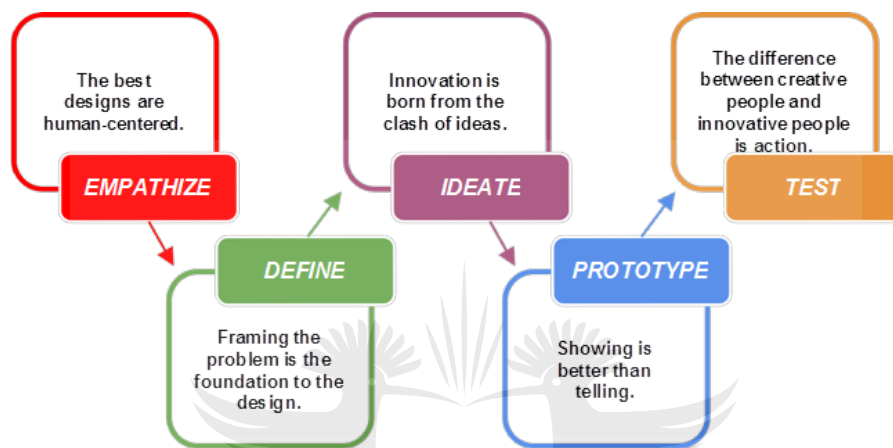 The best
designs are
human-centered.
EMPATHIZE
DEFINE
Framing the
problem is the
foundation to the
design.
Innovation is
born from the
clash of ideas.
IDEATE
PROTOTYPE
Showing is
better than
telling.
The difference
between creative
people and
innovative people
is action.
TEST